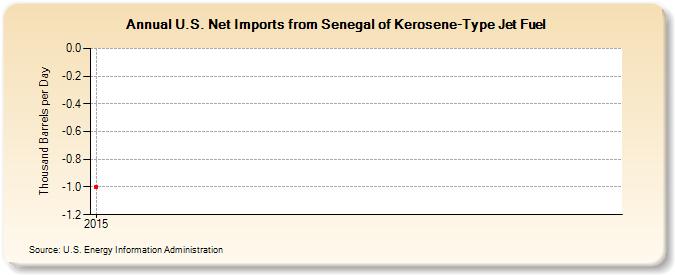 Annual U.S. Net Imports from Senegal of Kerosene-Type Jet Fuel
Thousand Barrels per Day
0.0
-0.2
-0.4
-0.6
-0.8
-1.0
-1.2
2015
Source: U.S. Energy Information Administration